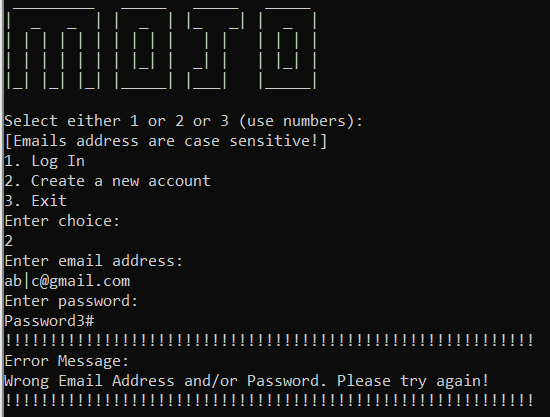 MOTO
Select either 1 or 2 or 3 (use numbers):
[Emails address are case sensitive!]
1. Log In
2. Create a new account
3. Exit
Enter choice:
2
Enter email address:
ab|c@gmail.com
Enter password:
Password3#
!!!!!!!!!!!!!!!!!!!!!!!!!!!!!!!!!!!!!!!!!!!!!!!!!!!!!!!!!!!
Error Message:
Wrong Email Address and/or Password. Please try again!
!!!!!!!!!!!!!!!!!!!!!!!!!!!!!!!!!!!!!!!!!!!!!!!!!!!!!!!!!!!